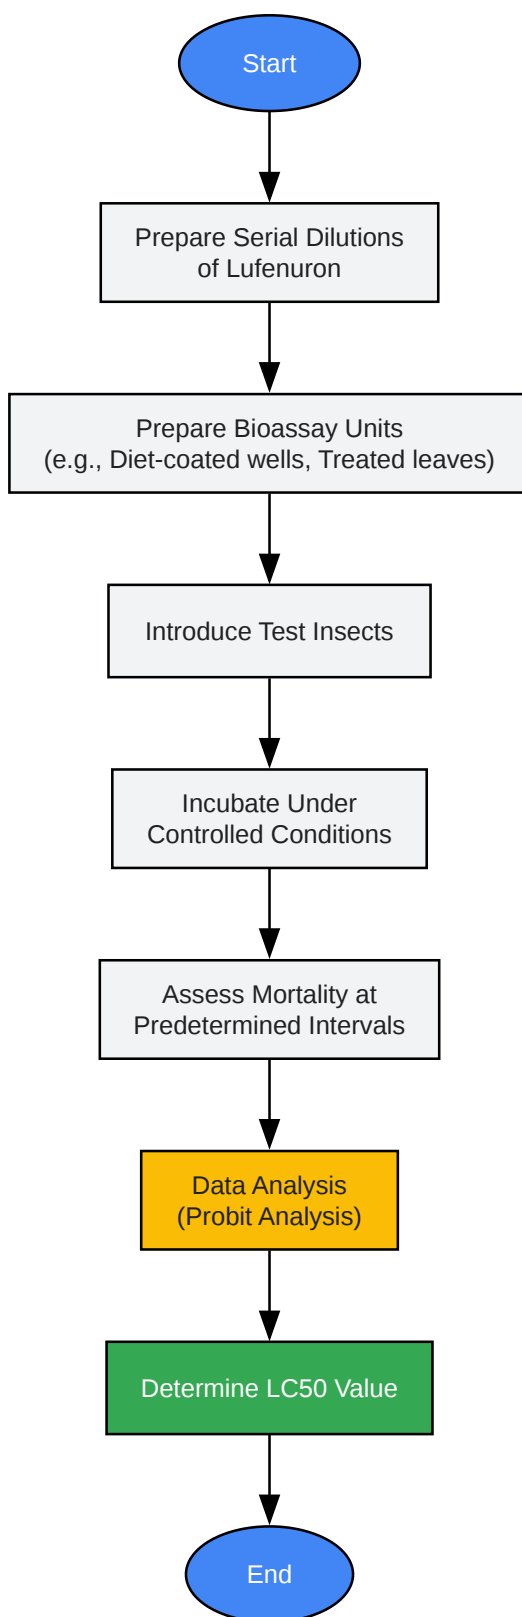 Start
Prepare Serial Dilutions
of Lufenuron
Prepare Bioassay Units
(e.g., Diet-coated wells, Treated leaves)
Introduce Test Insects
Incubate Under
Controlled Conditions
Assess Mortality at
Predetermined Intervals
Data Analysis
(Probit Analysis)
Determine LC50 Value
End